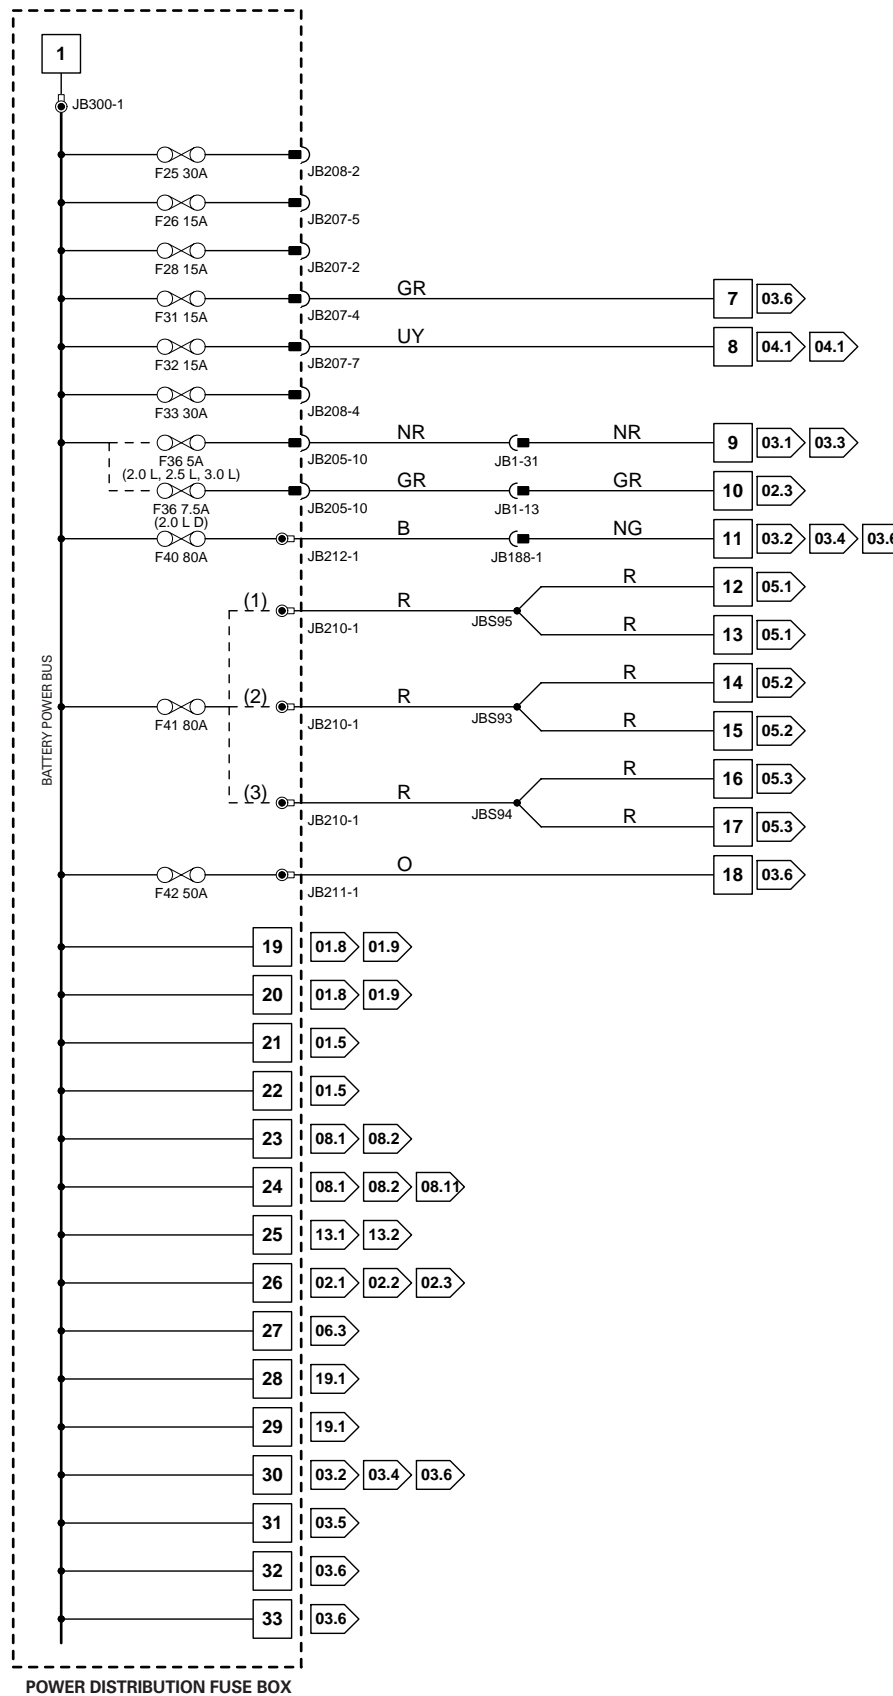 1
JB300-1
F25 30A
JB208-2
F26 15A
JB207-5
F28 15A
JB207-2
GR
7 03.6
F31 15A
JB207-4
UY
8 04.1 04.1
F32 15A
JB207-7
F33 30A
JB208-4
NR NR
9 03.1 03.3
F36 5A
(2.0 L, 2.5 L, 3.0 L)
JB205-10 JB1-31
GR GR
10 02.3
F36 7.5A
(2.0 L D)
JB205-10 JB1-13
B NG
11 03.2 03.4 03.6
F40 80A
JB212-1 JB188-1
R
12 05.1
(1) R
JB210-1 JBS95
R
13 05.1
R
14 05.2
(2) R
F41 80A
JB210-1 JBS93
R
15 05.2
BATTERY POWER BUS
R
16 05.3
(3) R
JB210-1 JBS94
R
17 05.3
O
18 03.6
F42 50A
JB211-1
19 01.8 01.9
20 01.8 01.9
21 01.5
22 01.5
23 08.1 08.2
24 08.1 08.2 08.11
25 13.1 13.2
26 02.1 02.2 02.3
27 06.3
28 19.1
29 19.1
30 03.2 03.4 03.6
31 03.5
32 03.6
33 03.6
POWER DISTRIBUTION FUSE BOX